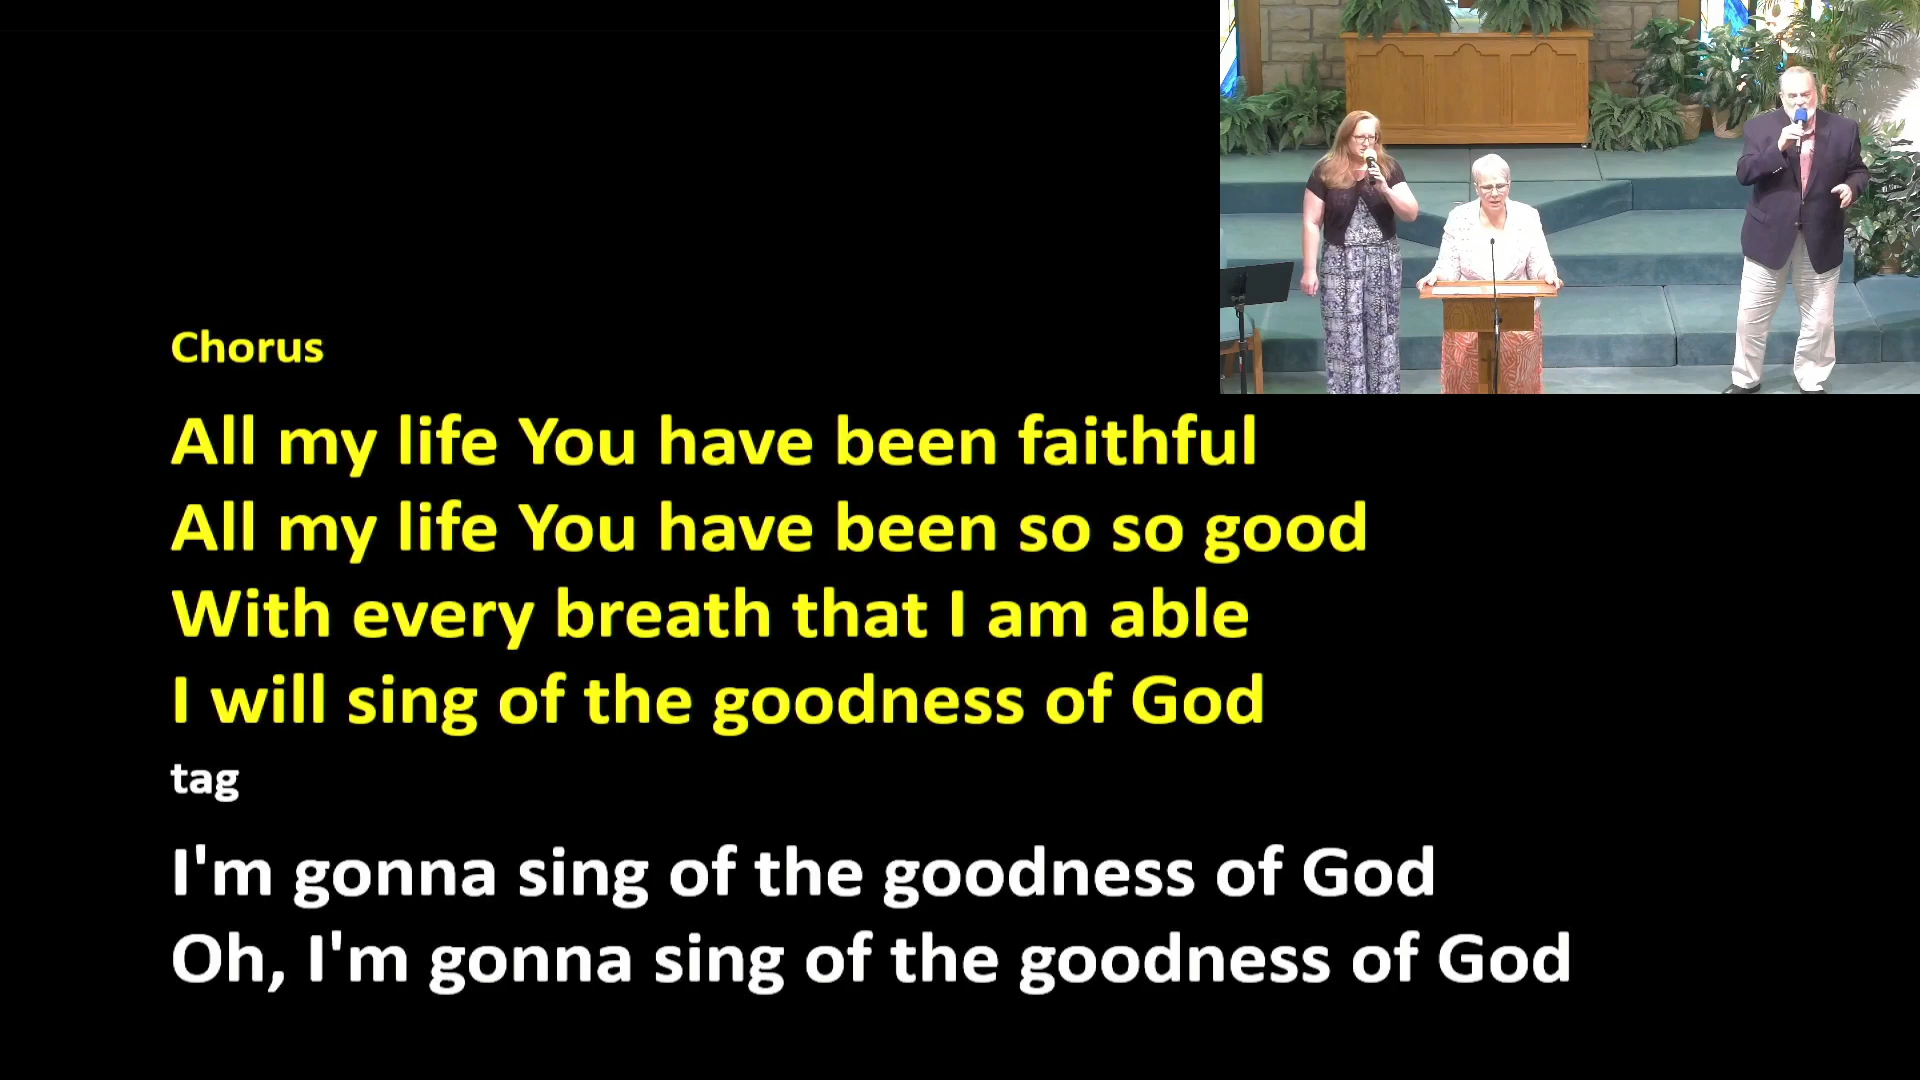 Chorus
All my life You have been faithful
All my life You have been so so good
With every breath that I am able
I will sing of the goodness of God
tag
I'm gonna sing of the goodness of God
Oh, I'm gonna sing of the goodness of God